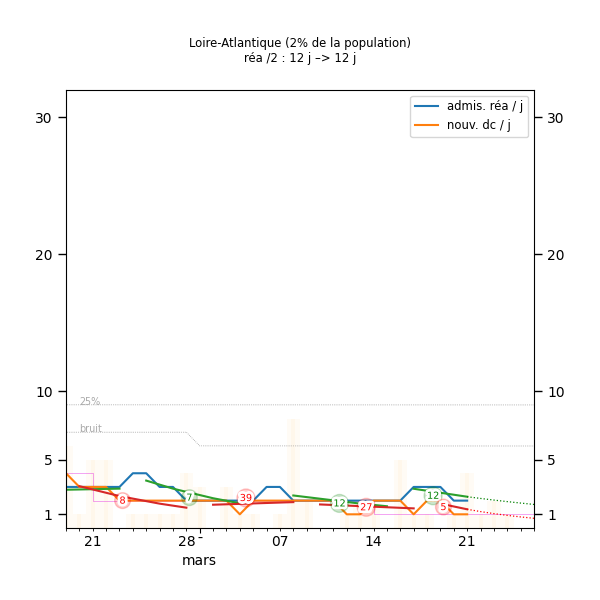 Loire-Atlantique (2% de la population)
réa /2 : 12 j –> 12 j
admis. réa / j
nouv. dc / j
30 30
20 20
10 10
25%
bruit
5 5
8 7 39 12 27 12 5
1 1
21 28 07 14 21
mars